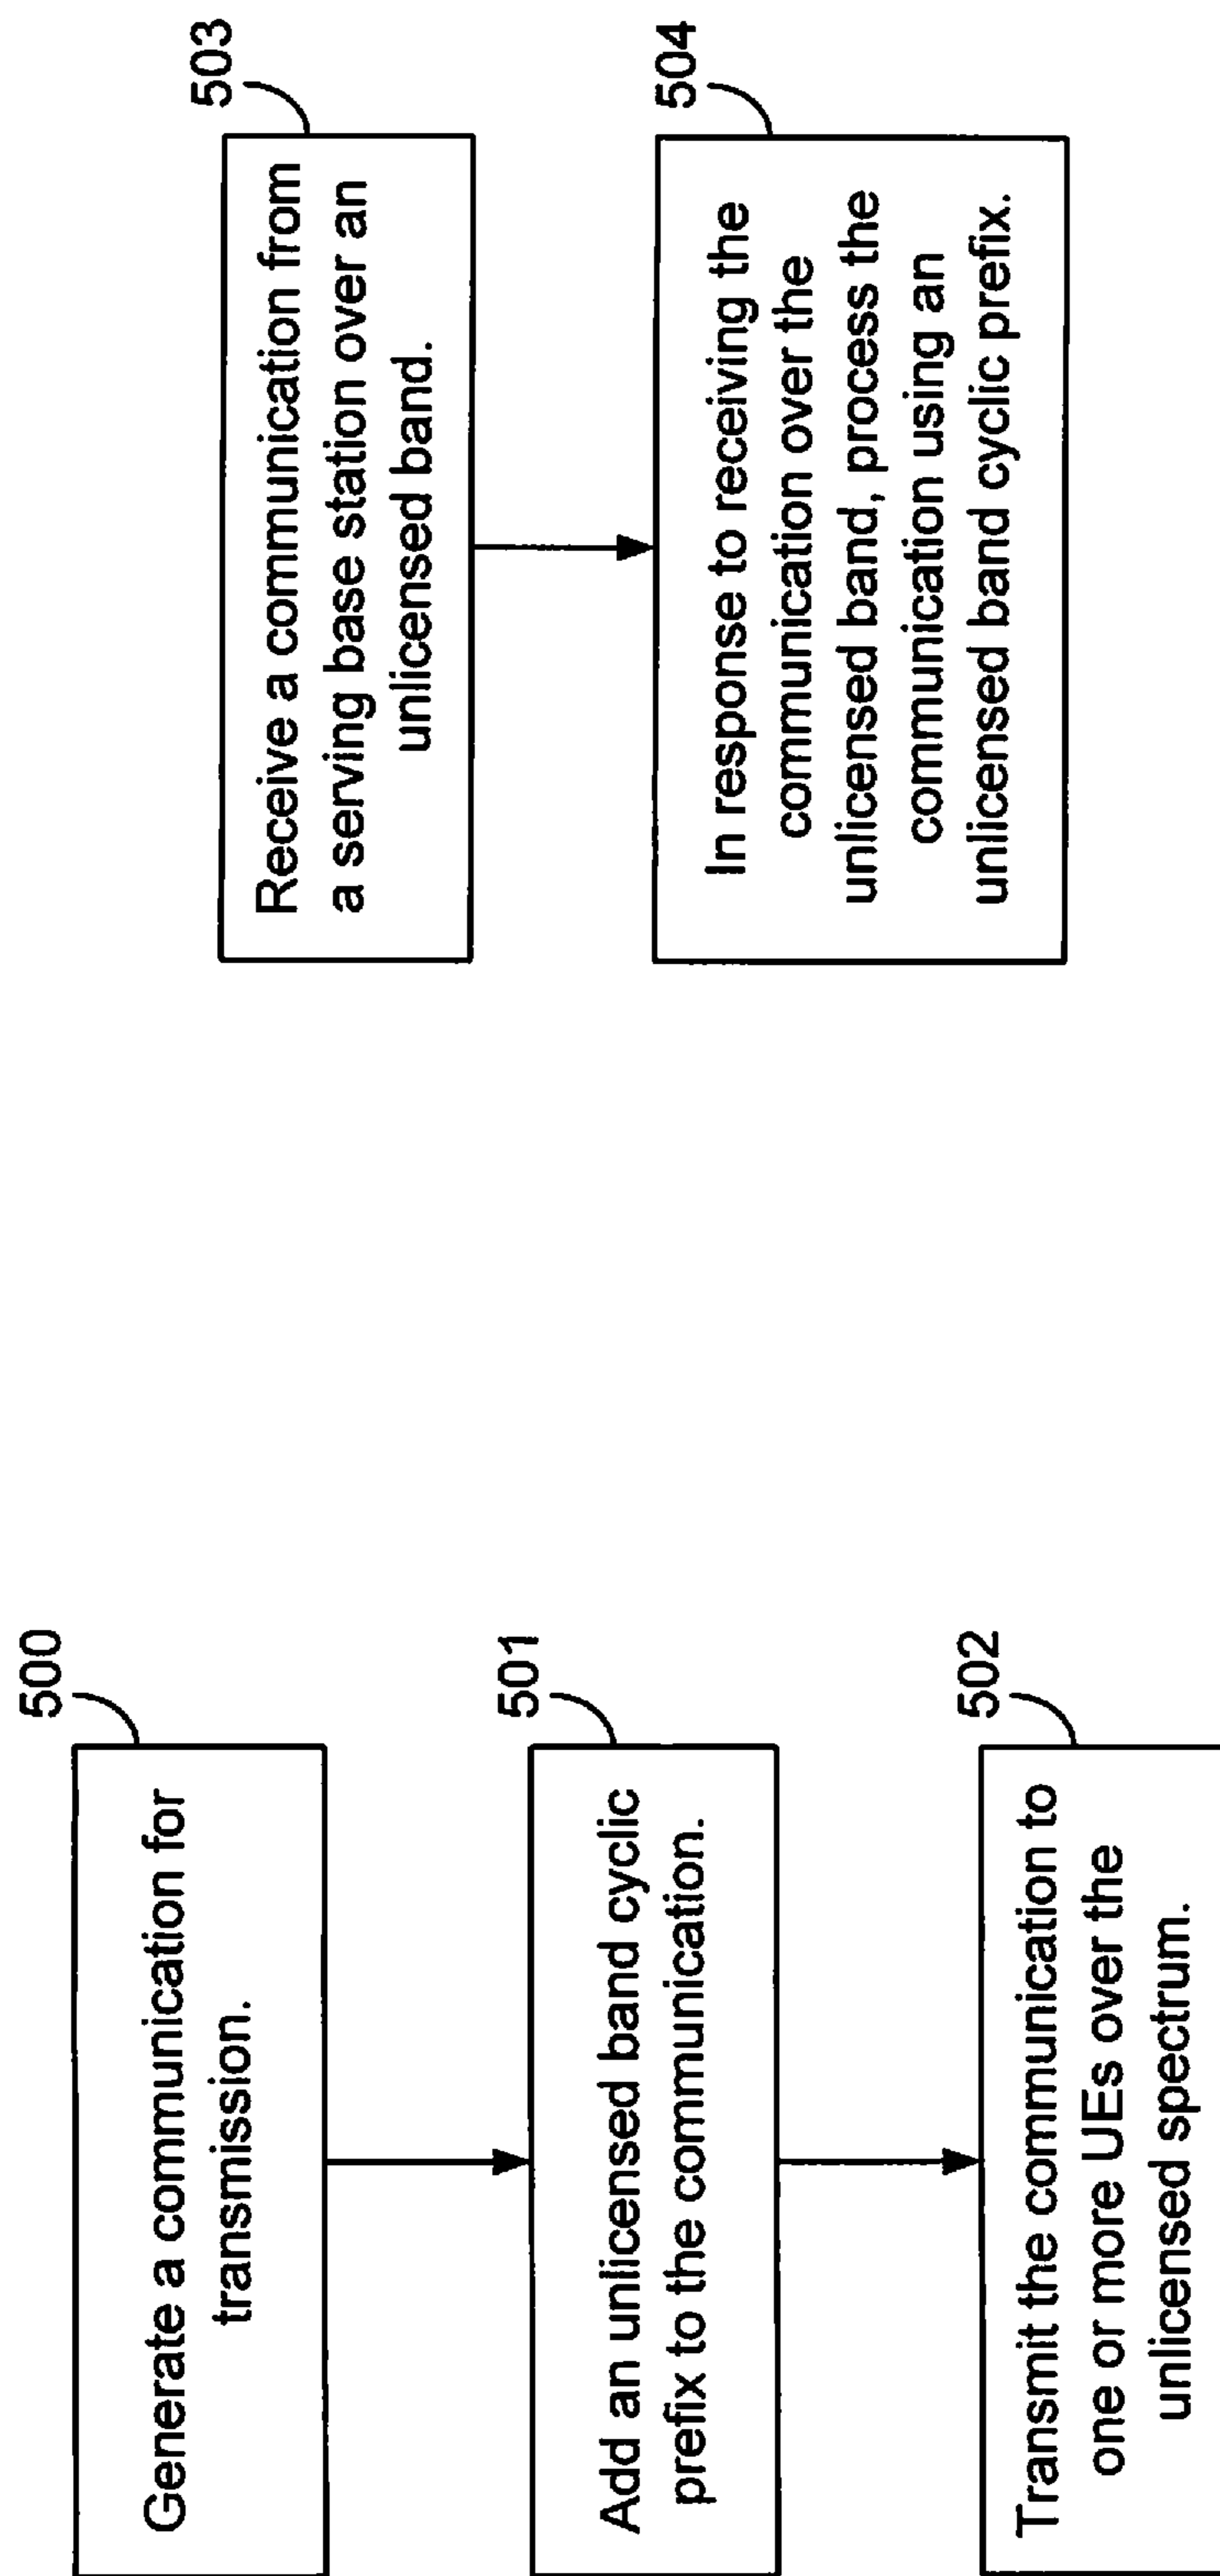 500
Generate a communication for
transmission.
501
Add an unlicensed band cyclic
prefix to the communication.
502
Transmit the communication to
one or more UEs over the
unlicensed spectrum.
503
Receive a communication from
a serving base station over an
unlicensed band.
504
In response to receiving the
communication over the
unlicensed band, process the
communication using an
unlicensed band cyclic prefix.